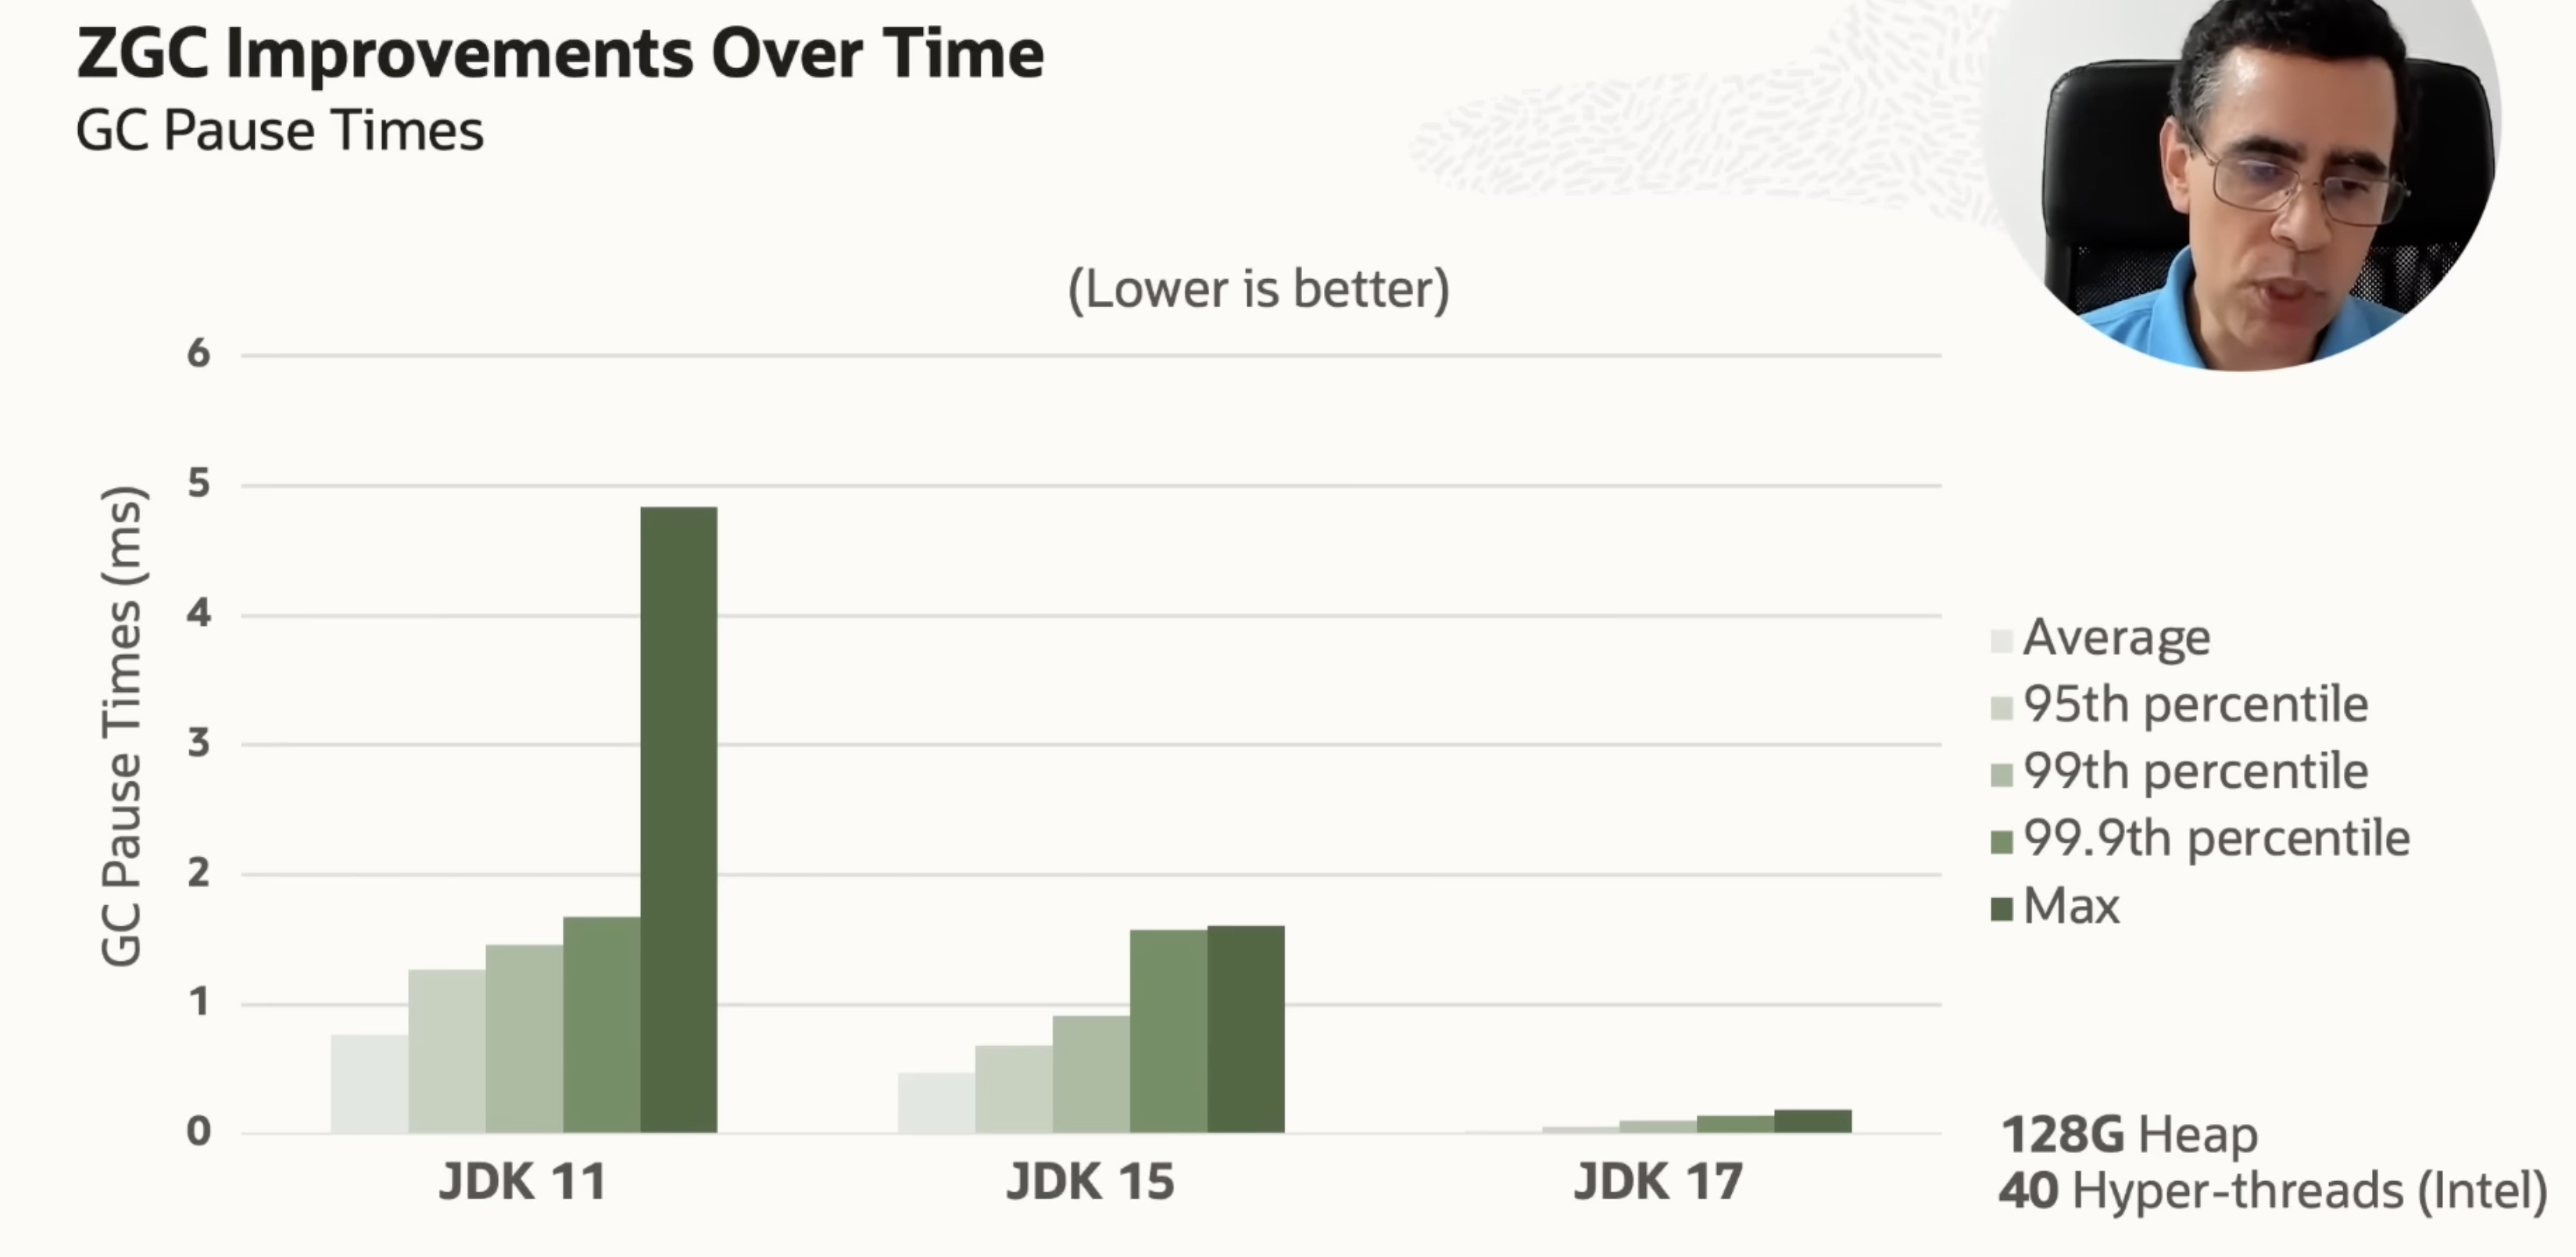 ZGC Improvements Over Time
GC Pause Times
(Lower is better)
GC Pause Times (ms)
6
5
4
3
2
1
0
JDK 11
JDK 15
JDK 17
Average
95th percentile
99th percentile
99.9th percentile
Max
128G Heap
40 Hyper-threads (Intel)